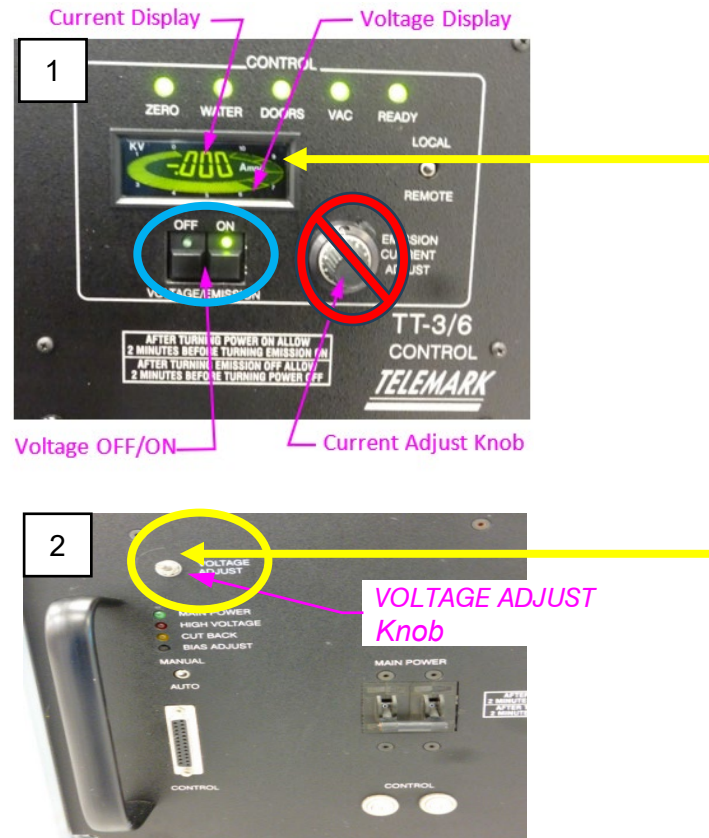 Current Display
Voltage Display
1
CONTROL
ZERO WATER DOORS VAC READY
LOCAL
KV
-.000
REMOTE
OFF ON
EMISSION
CURRENT
ADJUST
VOLTAGE/EMISSION
AFTER TURNING POWER ON ALLOW
2 MINUTES BEFORE TURNING EMISSION ON
AFTER TURNING EMISSION OFF ALLOW
2 MINUTES BEFORE TURNING POWER OFF
TT-3/6
CONTROL
TELEMARK
Voltage OFF/ON
Current Adjust Knob
2
VOLTAGE
ADJUST
VOLTAGE ADJUST
Knob
MAIN POWER
HIGH VOLTAGE
CUT BACK
BIAS ADJUST
MANUAL
AUTO
MAIN POWER
CONTROL
CONTROL